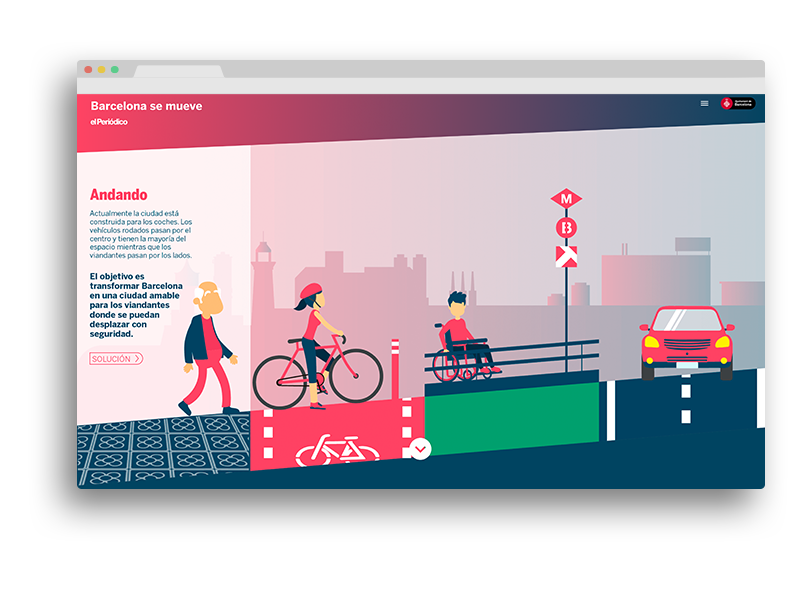 Barcelona se mueve
el Periódico
Ajuntament de
Barcelona
Andando
Actualmente la ciudad está
construida para los coches. Los
vehículos rodados pasan por el
centro y tienen la mayoría del
espacio mientras que los
viandantes pasan por los lados.
El objetivo es
transformar Barcelona
en una ciudad amable
para los viandantes
donde se puedan
desplazar con
seguridad.
SOLUCIÓN
M
B